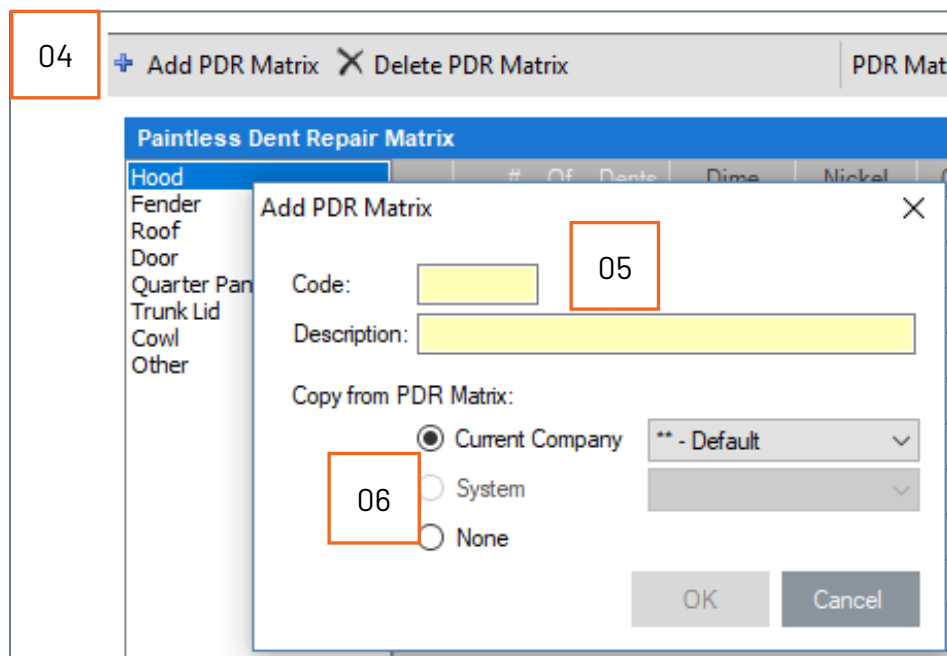 04
Add PDR Matrix Delete PDR Matrix PDR Mat
Paintless Dent Repair Matrix
Hood # Of Dents Dime Nickel
Fender
Roof
Door
Quarter Pan
Trunk Lid
Cowl
Other
Add PDR Matrix
05
Code:
Description:
Copy from PDR Matrix:
Current Company ** - Default
06
System
None
OK Cancel